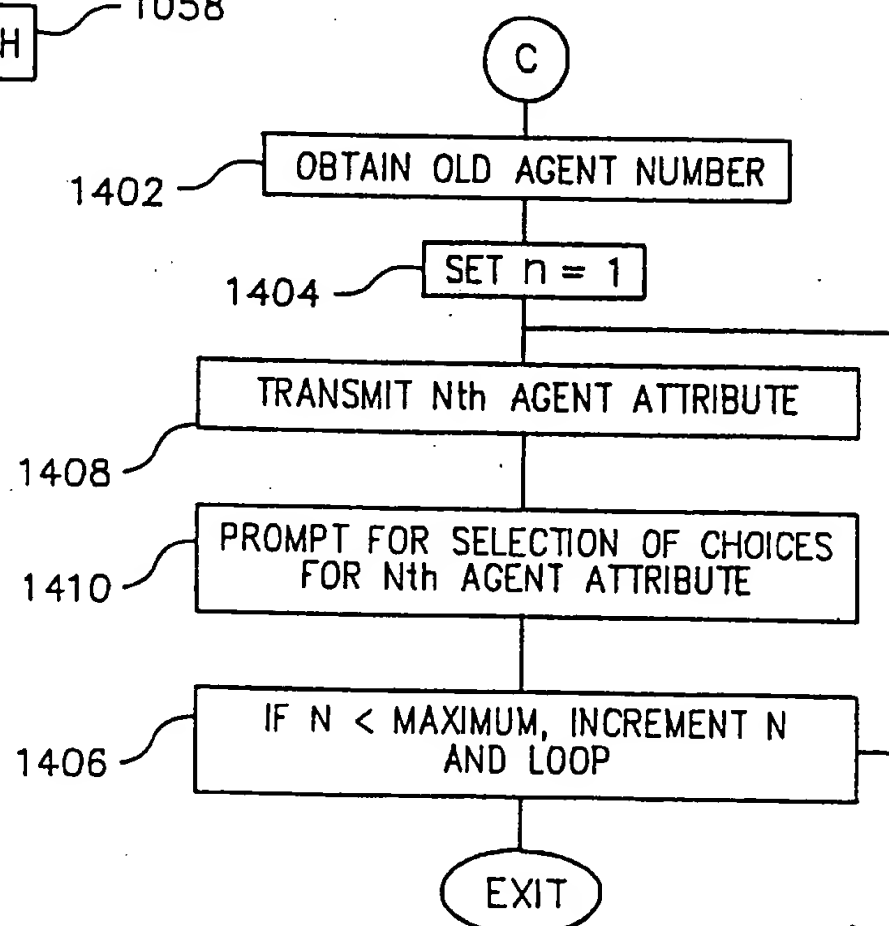 1058
H
C
OBTAIN OLD AGENT NUMBER
1402
SET n = 1
1404
TRANSMIT Nth AGENT ATTRIBUTE
1408
PROMPT FOR SELECTION OF CHOICES
FOR Nth AGENT ATTRIBUTE
1410
IF N < MAXIMUM, INCREMENT N
AND LOOP
1406
EXIT